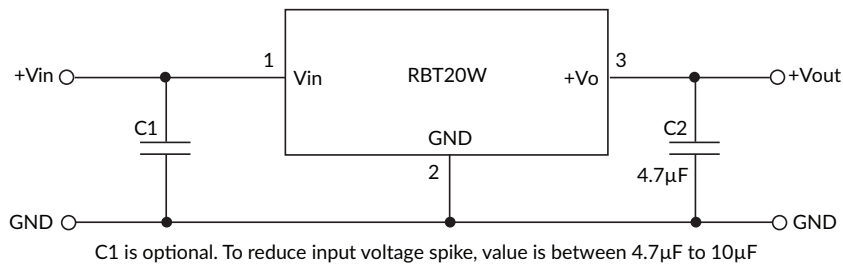 1
3
+Vin
Vin
RBT20W
+Vo
+Vout
C1
GND
C2
2
4.7µF
GND
GND
C1 is optional. To reduce input voltage spike, value is between 4.7µF to 10µF